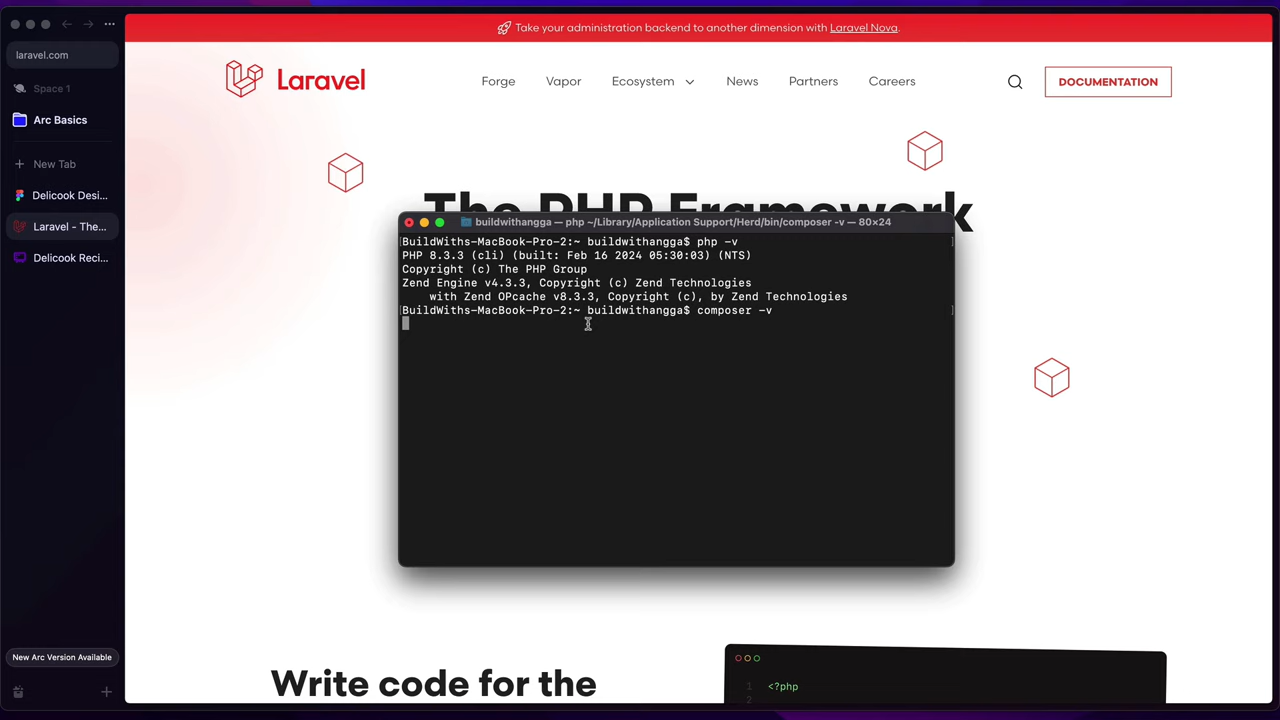 laravel.com
Space 1
Arc Basics
New Tab
Delicook Desi...
Laravel - The...
Delicook Reci...
New Arc Version Available
Take your administration backend to another dimension with Laravel Nova.
Laravel
Forge
Vapor
Ecosystem
News
Partners
Careers
DOCUMENTATION
The PHP Framework
buildwithangga — php ~/Library/Application Support/Herd/bin/composer -v — 80×24
[BuildWiths-MacBook-Pro-2:~ buildwithangga$ php -v ]
PHP 8.3.3 (cli) (built: Feb 16 2024 05:30:03) (NTS)
Copyright (c) The PHP Group
Zend Engine v4.3.3, Copyright (c) Zend Technologies
with Zend OPcache v8.3.3, Copyright (c), by Zend Technologies
[BuildWiths-MacBook-Pro-2:~ buildwithangga$ composer -v ]
Write code for the
1 <?php
2